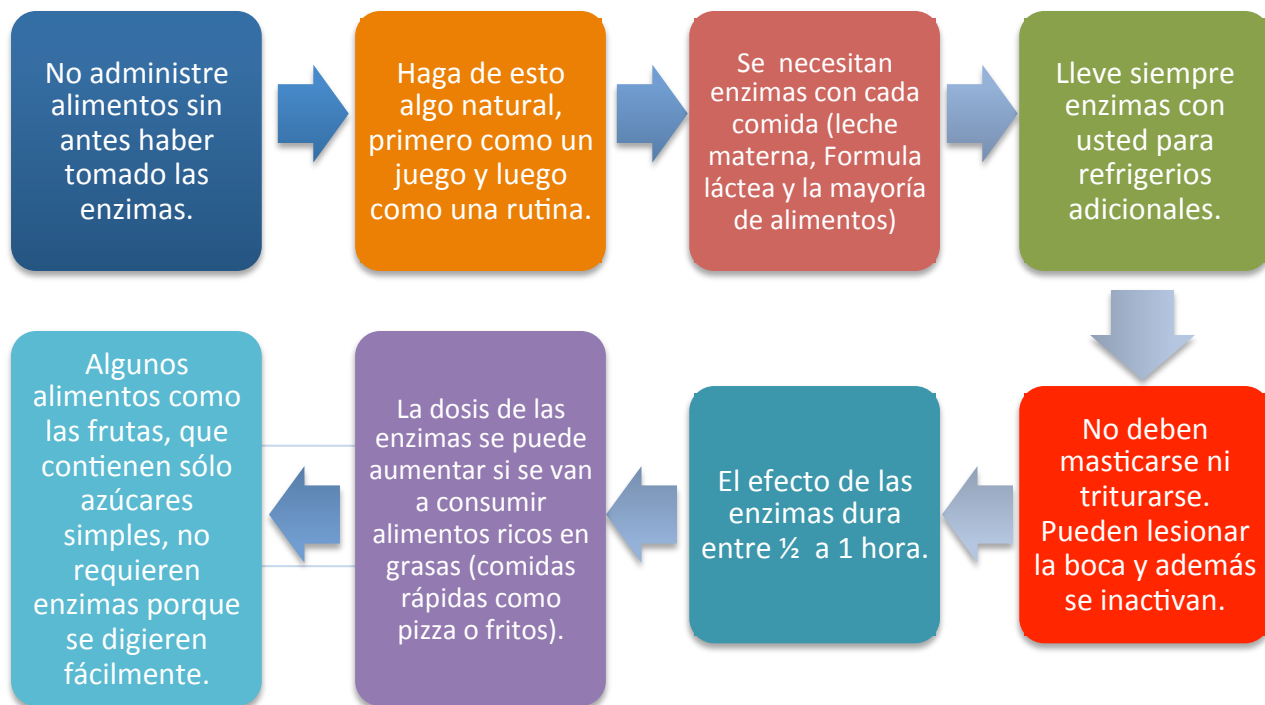 No administre
alimentos sin
antes haber
tomado las
enzimas.
Haga de esto
algo natural,
primero como un
juego y luego
como una rutina.
Se  necesitan
enzimas con cada
comida (leche
materna, Formula
láctea y la mayoría
de alimentos)
Lleve siempre
enzimas con
usted para
refrigerios
adicionales.
No deben
masticarse ni
triturarse.
Pueden lesionar
la boca y además
se inactivan.
El efecto de las
enzimas dura
entre ½  a 1 hora.
La dosis de las
enzimas se puede
aumentar si se van
a consumir
alimentos ricos en
grasas (comidas
rápidas como
pizza o fritos).
Algunos
alimentos como
las frutas, que
contienen sólo
azúcares
simples, no
requieren
enzimas porque
se digieren
fácilmente.